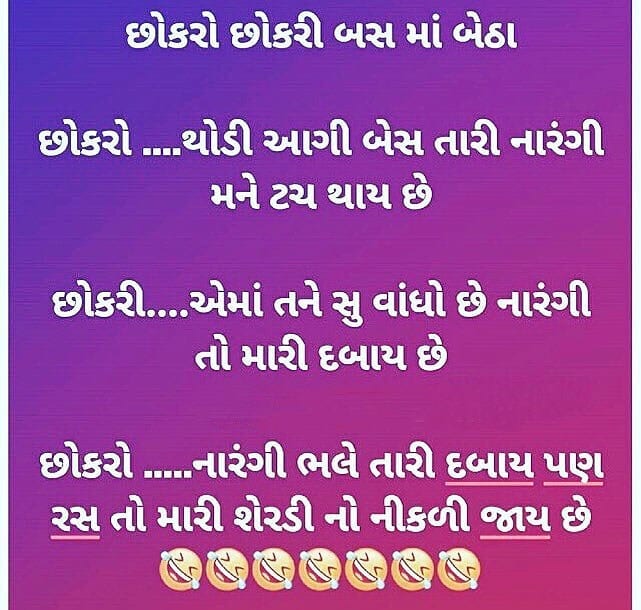 છોકરો છોકરી બસ માં બેઠા
છોકરો ....થોડી આગી બેસ તારી નારંગી
મને ટચ થાય છે
છોકરી....એમાં તને સુ વાંધો છે નારંગી
તો મારી દબાય છે
છોકરો .....નારંગી ભલે તારી દબાય પણ
રસ તો મારી શેરડી નો નીકળી જાય છે
🤣🤣🤣🤣🤣🤣🤣